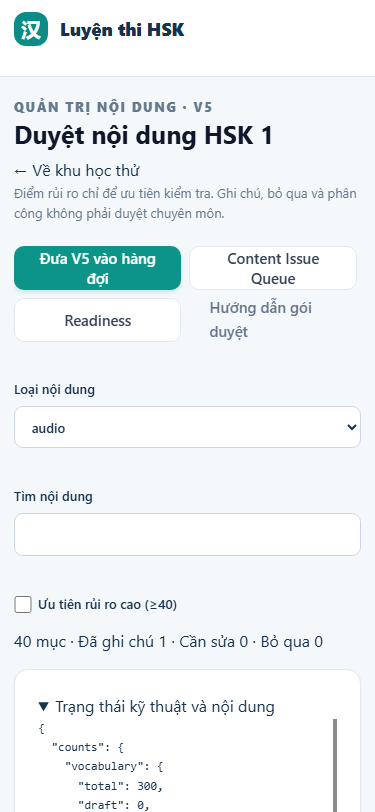 汉 Luyện thi HSK
QUẢN TRỊ NỘI DUNG · V5
Duyệt nội dung HSK 1
← Về khu học thử
Điểm rủi ro chỉ để ưu tiên kiểm tra. Ghi chú, bỏ qua và phân
công không phải duyệt chuyên môn.
Đưa V5 vào hàng
đợi
Content Issue
Queue
Readiness
Hướng dẫn gói
duyệt
Loại nội dung
audio
Tìm nội dung
Ưu tiên rủi ro cao (≥40)
40 mục · Đã ghi chú 1 · Cần sửa 0 · Bỏ qua 0
▼ Trạng thái kỹ thuật và nội dung
{
"counts": {
"vocabulary": {
"total": 300,
"draft": 0,